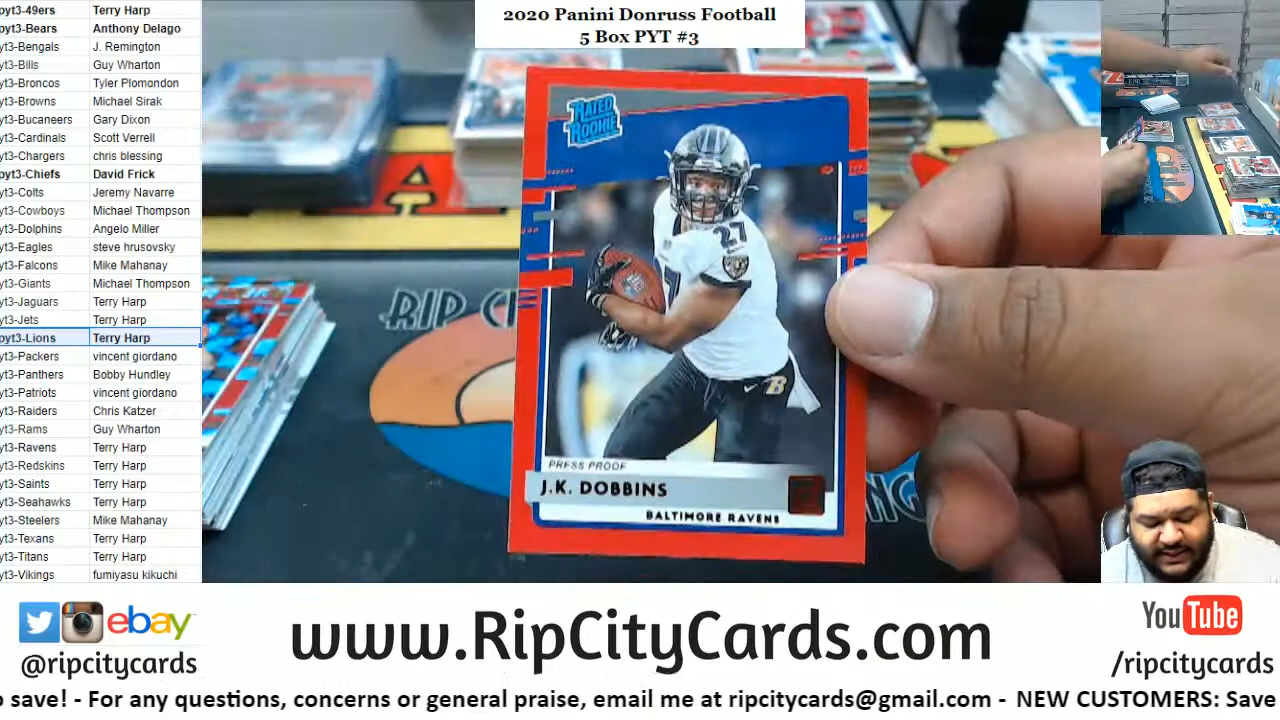 pyt3-49ers Terry Harp
pyt3-Bears Anthony Delago
yt3-Bengals J. Remington
yt3-Bills Guy Wharton
yt3-Broncos Tyler Plomondon
yt3-Browns Michael Sirak
yt3-Bucaneers Gary Dixon
yt3-Cardinals Scott Verrell
yt3-Chargers chris blessing
pyt3-Chiefs David Frick
yt3-Colts Jeremy Navarre
yt3-Cowboys Michael Thompson
yt3-Dolphins Angelo Miller
yt3-Eagles steve hrusovsky
yt3-Falcons Mike Mahanay
yt3-Giants Michael Thompson
yt3-Jaguars Terry Harp
yt3-Jets Terry Harp
pyt3-Lions Terry Harp
yt3-Packers vincent giordano
yt3-Panthers Bobby Hundley
yt3-Patriots vincent giordano
yt3-Raiders Chris Katzer
yt3-Rams Guy Wharton
yt3-Ravens Terry Harp
yt3-Redskins Terry Harp
yt3-Saints Terry Harp
yt3-Seahawks Terry Harp
yt3-Steelers Mike Mahanay
yt3-Texans Terry Harp
yt3-Titans Terry Harp
yt3-Vikings fumiyasu kikuchi
2020 Panini Donruss Football
5 Box PYT #3
RATED
ROOKIE
27
B
PRESS PROOF
J.K. DOBBINS
BALTIMORE RAVENS
RIP CI
NG
ebay
@ripcitycards
www.RipCityCards.com
YouTube
/ripcitycards
o save! - For any questions, concerns or general praise, email me at ripcitycards@gmail.com - NEW CUSTOMERS: Save